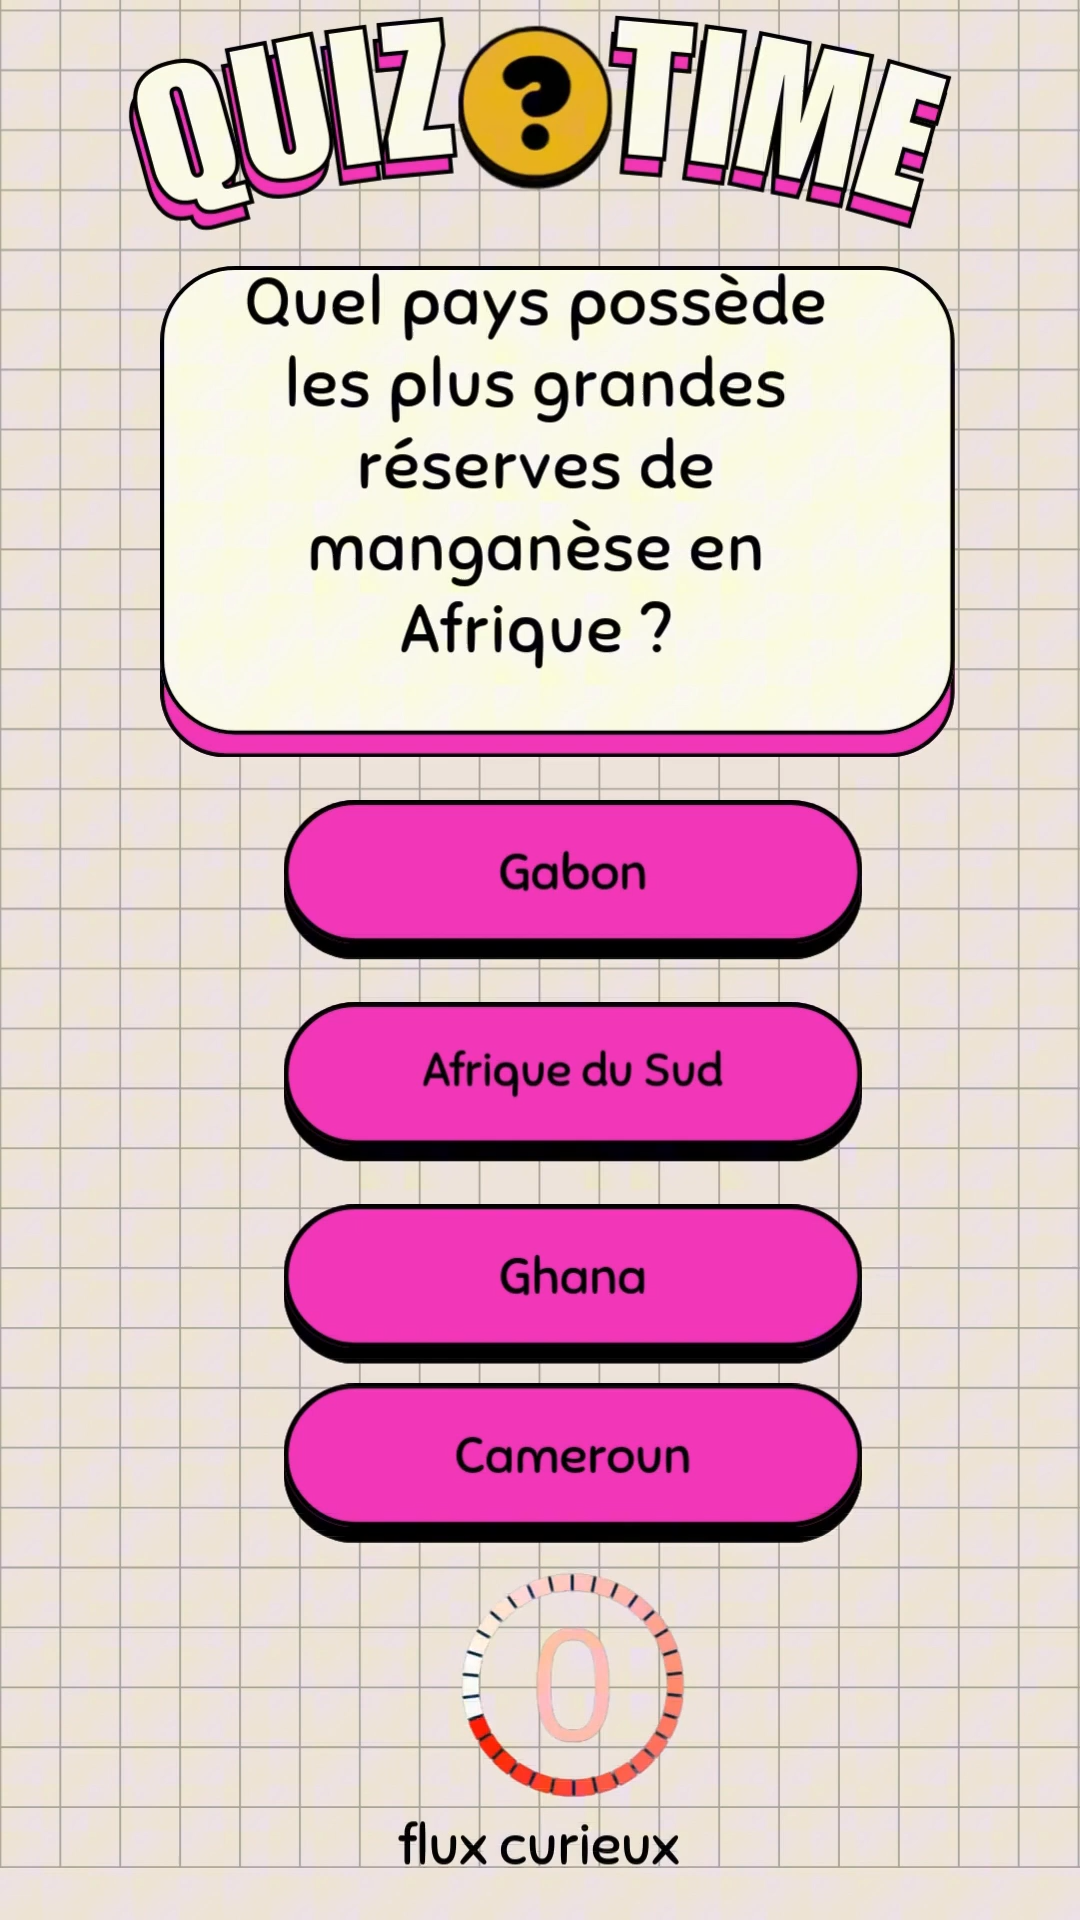 QUIZ ? TIME
Quel pays possède
les plus grandes
réserves de
manganèse en
Afrique ?
Gabon
Afrique du Sud
Ghana
Cameroun
0
flux curieux